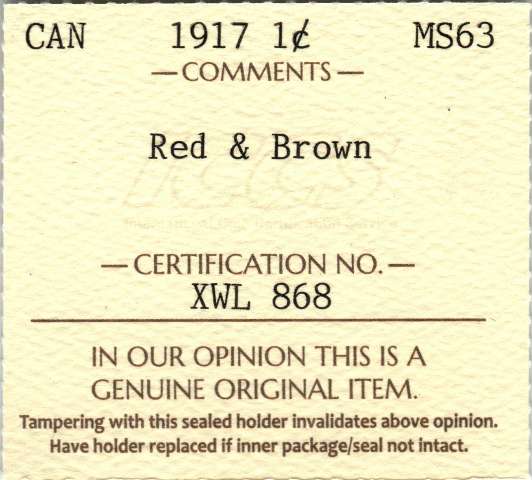 CAN 1917 1¢ MS63
— COMMENTS —
Red & Brown
— CERTIFICATION NO. —
XWL 868
IN OUR OPINION THIS IS A
GENUINE ORIGINAL ITEM.
Tampering with this sealed holder invalidates above opinion.
Have holder replaced if inner package/seal not intact.